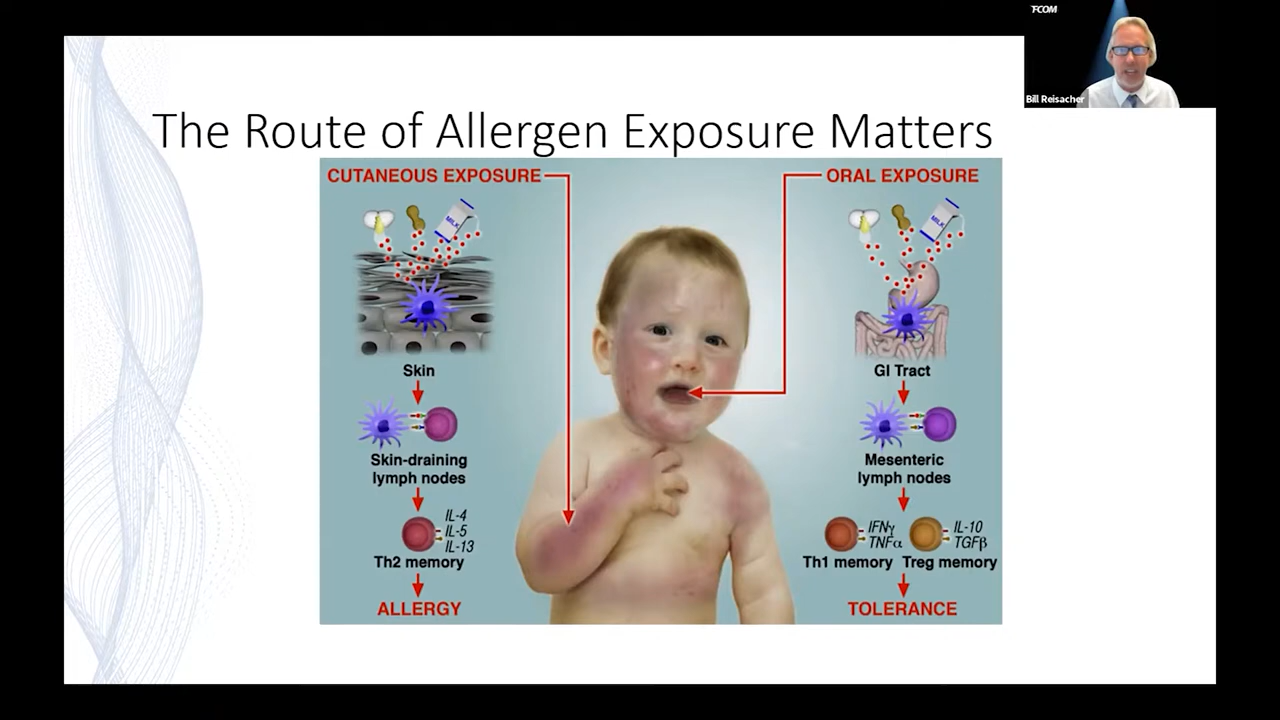 FCOM
Bill Reisacher
The Route of Allergen Exposure Matters
CUTANEOUS EXPOSURE
MILK
Skin
Skin-draining
lymph nodes
IL-4
IL-5
IL-13
Th2 memory
ALLERGY
ORAL EXPOSURE
MILK
GI Tract
Mesenteric
lymph nodes
IFNγ
TNFα
IL-10
TGFβ
Th1 memory
Treg memory
TOLERANCE